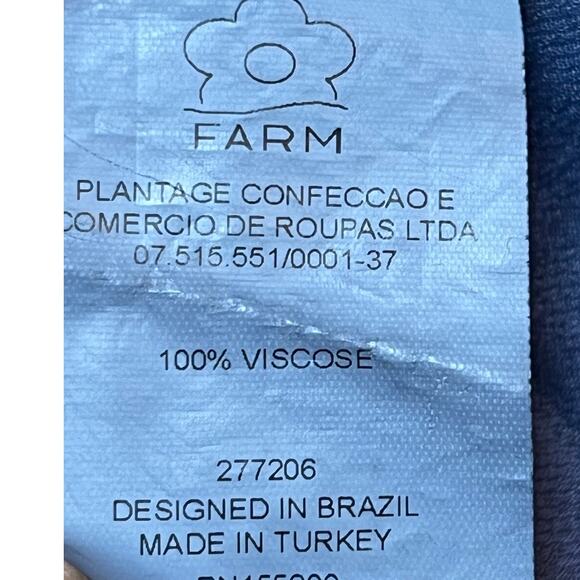 FARM
PLANTAGE CONFECCAO E
COMERCIO DE ROUPAS LTDA
07.515.551/0001-37
100% VISCOSE
277206
DESIGNED IN BRAZIL
MADE IN TURKEY